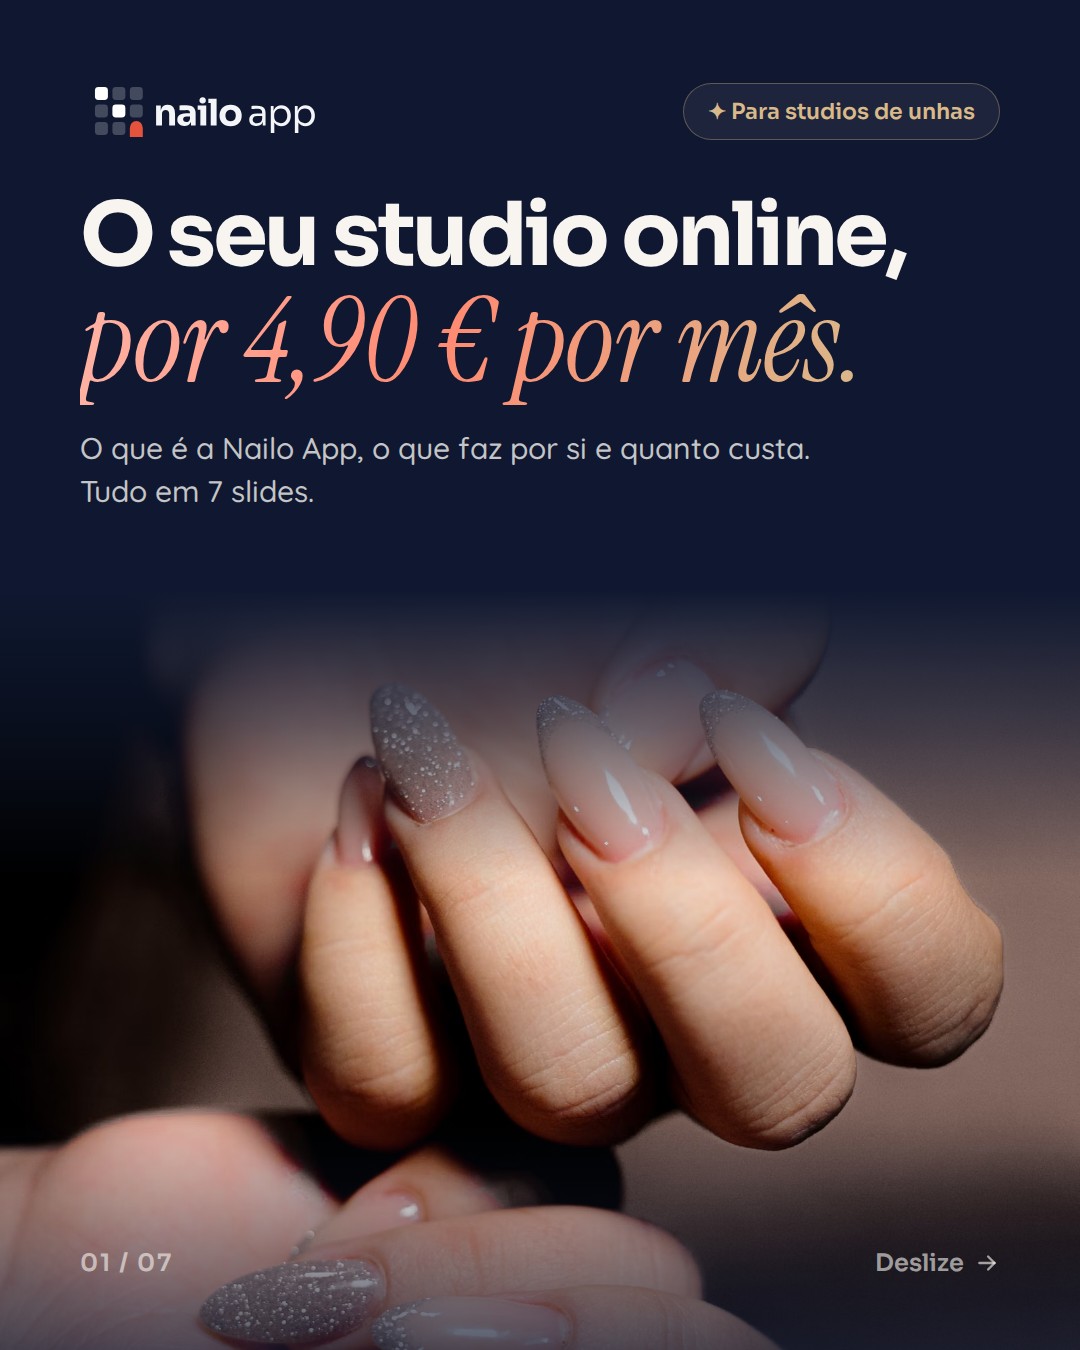 nailo app
✦ Para studios de unhas
O seu studio online,
por 4,90 € por mês.
O que é a Nailo App, o que faz por si e quanto custa.
Tudo em 7 slides.
01 / 07
Deslize →